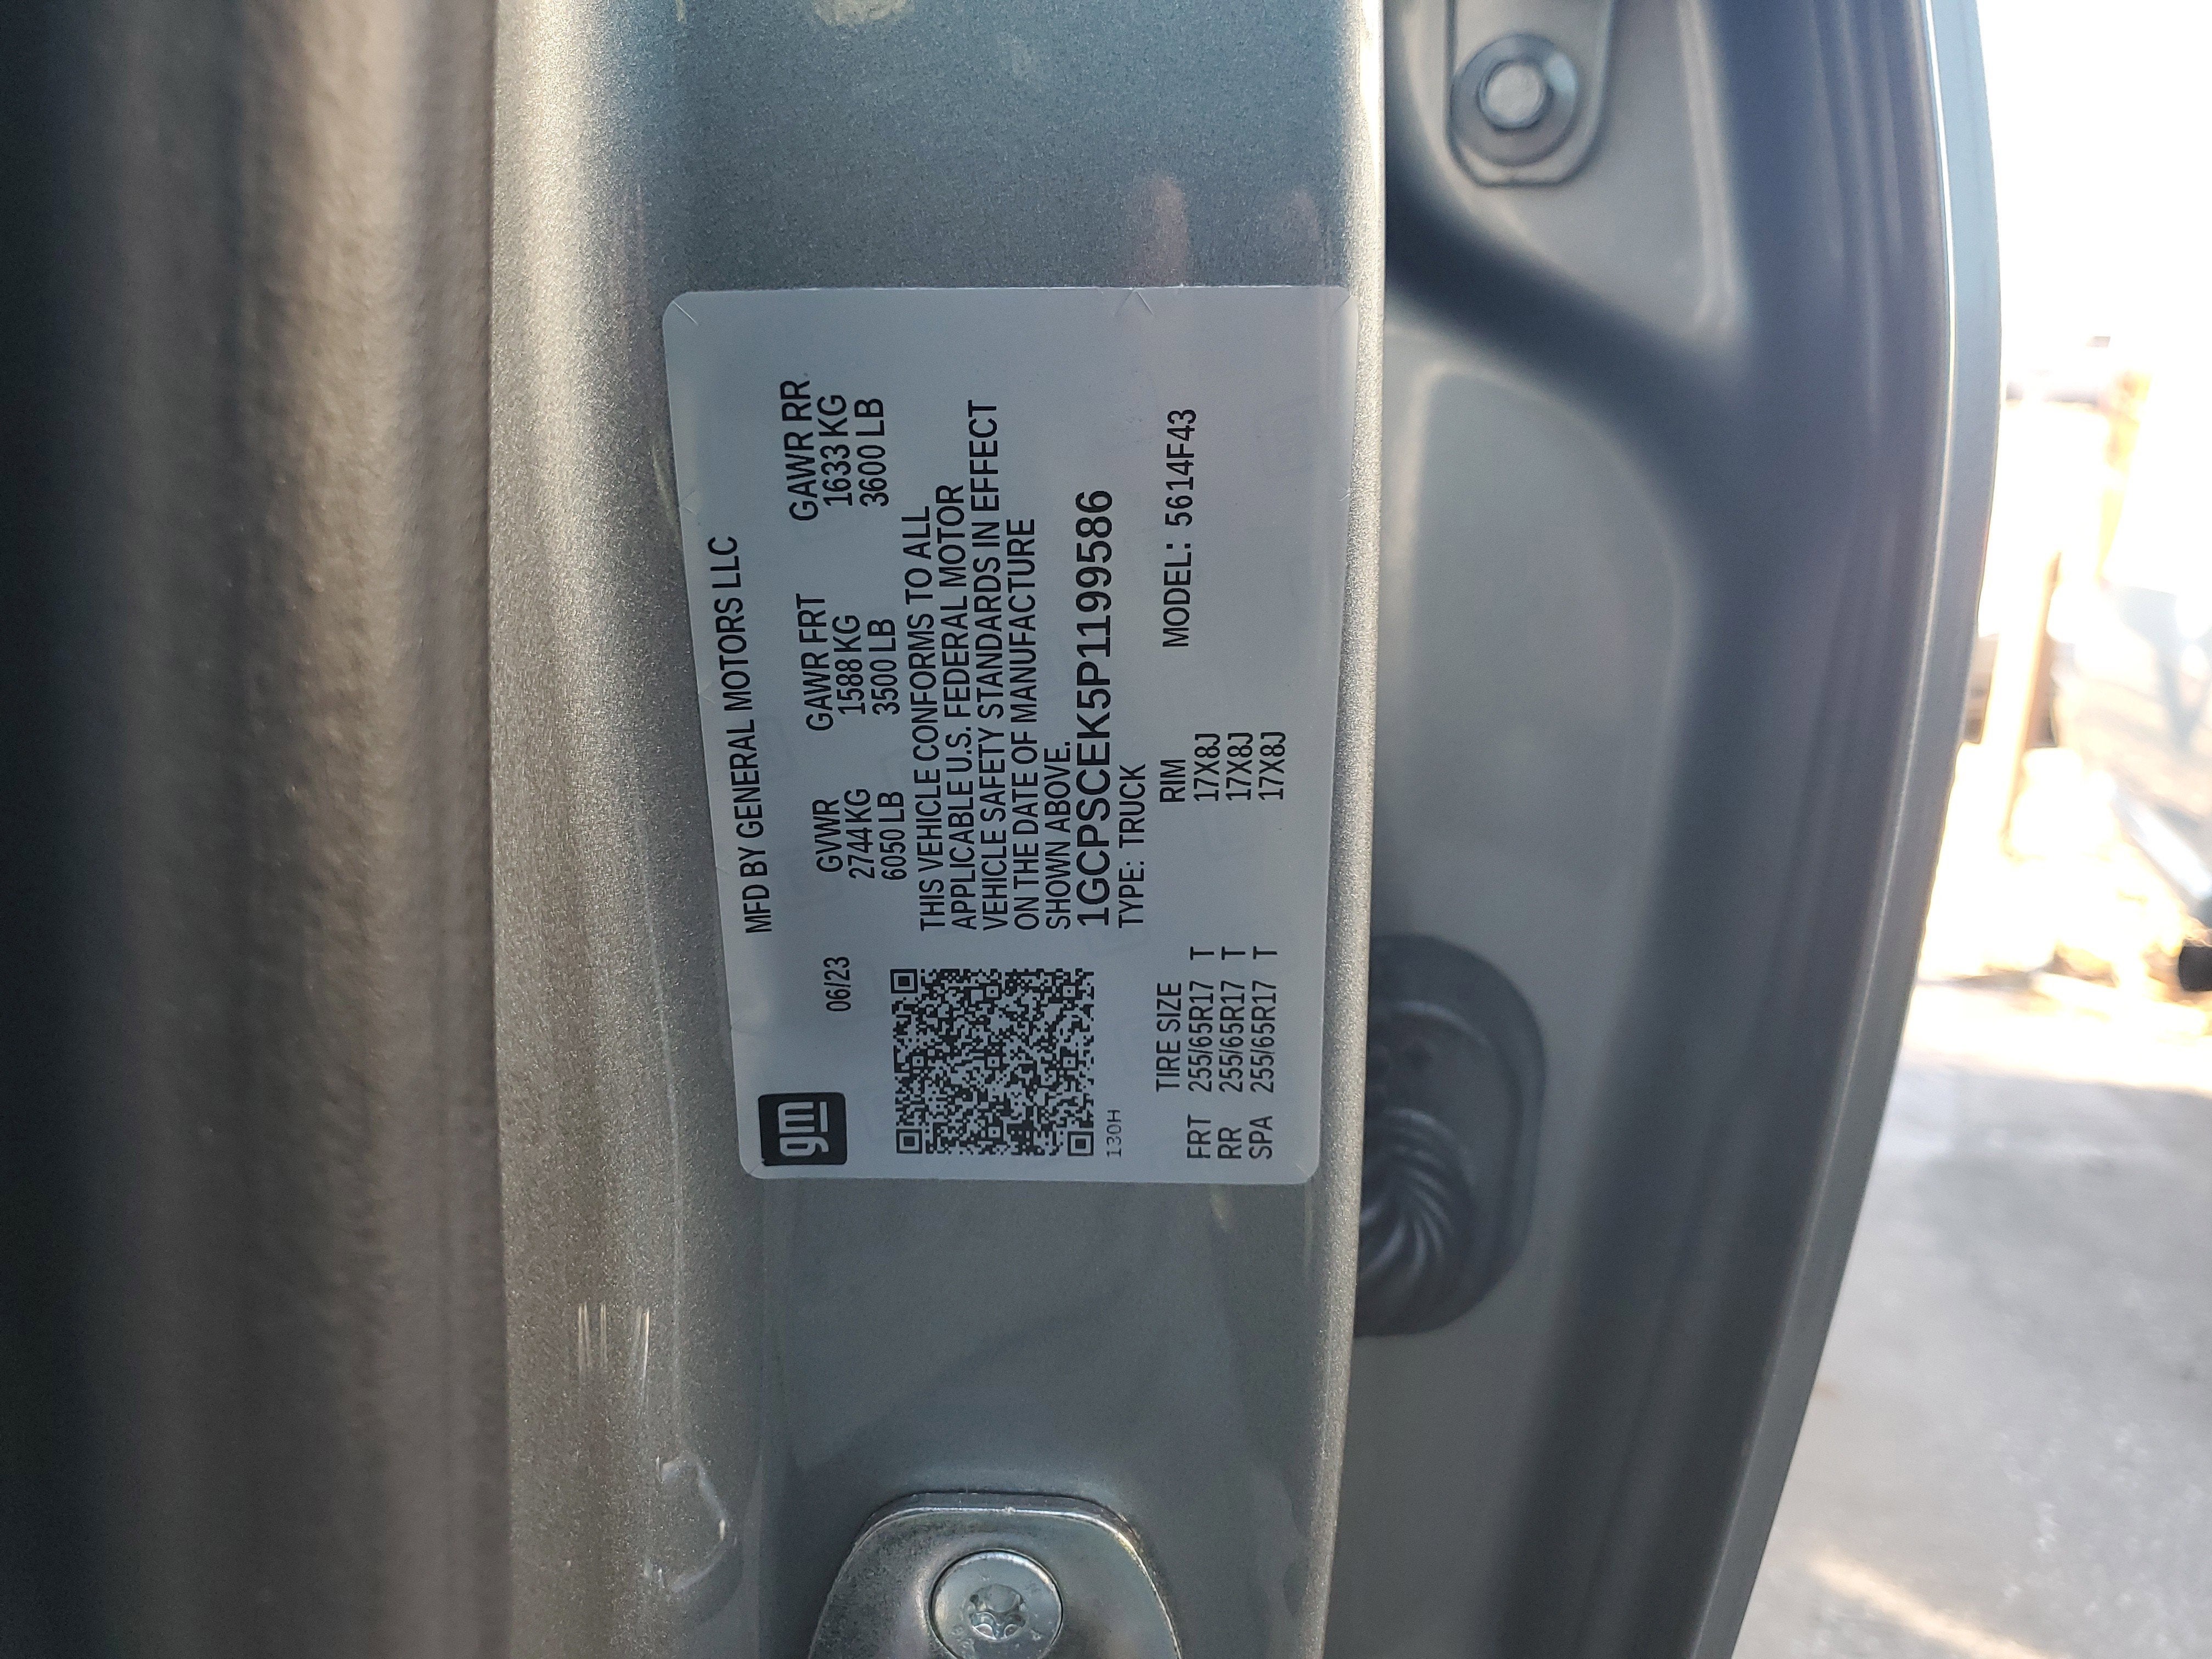 gm
MFD BY GENERAL MOTORS LLC
06/23
GVWR GAWR FRT GAWR RR
2744 KG 1588 KG 1633 KG
6050 LB 3500 LB 3600 LB
THIS VEHICLE CONFORMS TO ALL
APPLICABLE U.S. FEDERAL MOTOR
VEHICLE SAFETY STANDARDS IN EFFECT
ON THE DATE OF MANUFACTURE
SHOWN ABOVE.
1GCPSCEK5P1199586
130H
TYPE: TRUCK
TIRE SIZE RIM MODEL: 5614F43
FRT 255/65R17 T 17X8J
RR 255/65R17 T 17X8J
SPA 255/65R17 T 17X8J